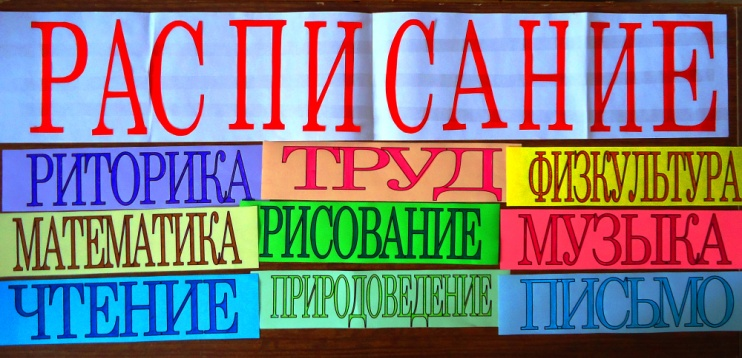 РАСПИСАНИЕ
РИТОРИКА ТРУД ФИЗКУЛЬТУРА
МАТЕМАТИКА РИСОВАНИЕ МУЗЫКА
ЧТЕНИЕ ПРИРОДОВЕДЕНИЕ ПИСЬМО